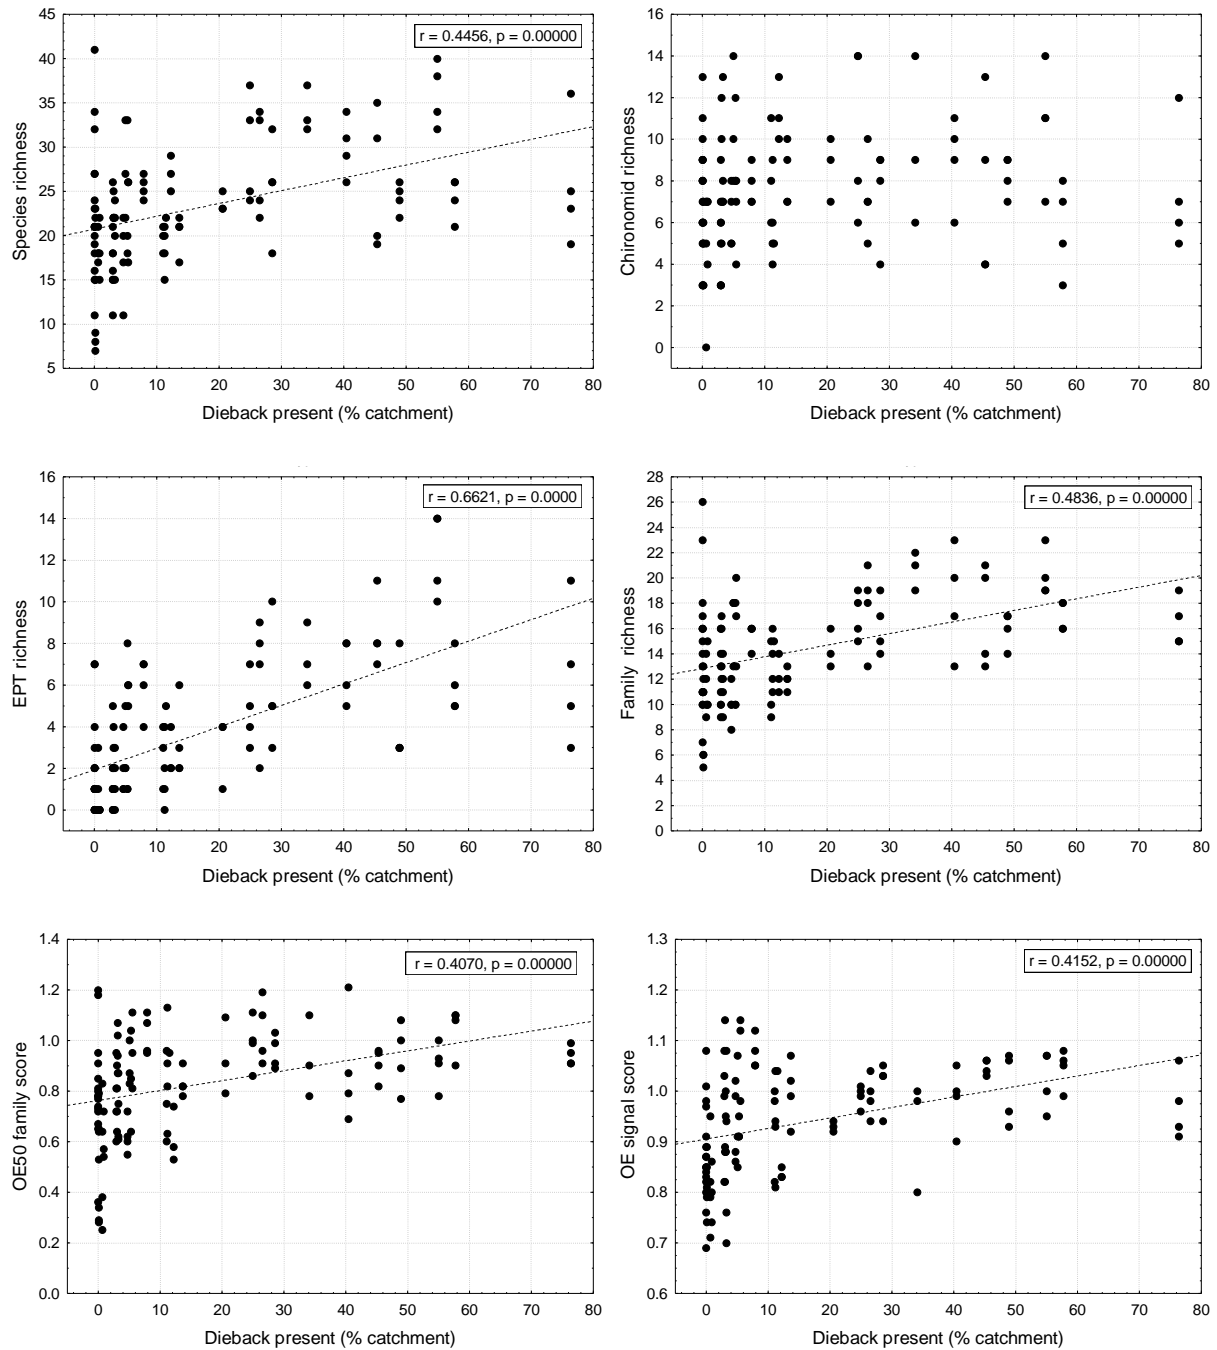 45
40
35
30
25
20
15
10
5
Species richness
r = 0.4456, p = 0.00000
0 10 20 30 40 50 60 70 80
Dieback present (% catchment)
16
14
12
10
8
6
4
2
0
Chironomid richness
0 10 20 30 40 50 60 70 80
Dieback present (% catchment)
16
14
12
10
8
6
4
2
0
EPT richness
r = 0.6621, p = 0.0000
0 10 20 30 40 50 60 70 80
Dieback present (% catchment)
28
26
24
22
20
18
16
14
12
10
8
6
4
2
0
Family richness
r = 0.4836, p = 0.00000
0 10 20 30 40 50 60 70 80
Dieback present (% catchment)
1.4
1.2
1.0
0.8
0.6
0.4
0.2
0.0
OE50 family score
r = 0.4070, p = 0.00000
0 10 20 30 40 50 60 70 80
Dieback present (% catchment)
1.3
1.2
1.1
1.0
0.9
0.8
0.7
0.6
OE signal score
r = 0.4152, p = 0.00000
0 10 20 30 40 50 60 70 80
Dieback present (% catchment)